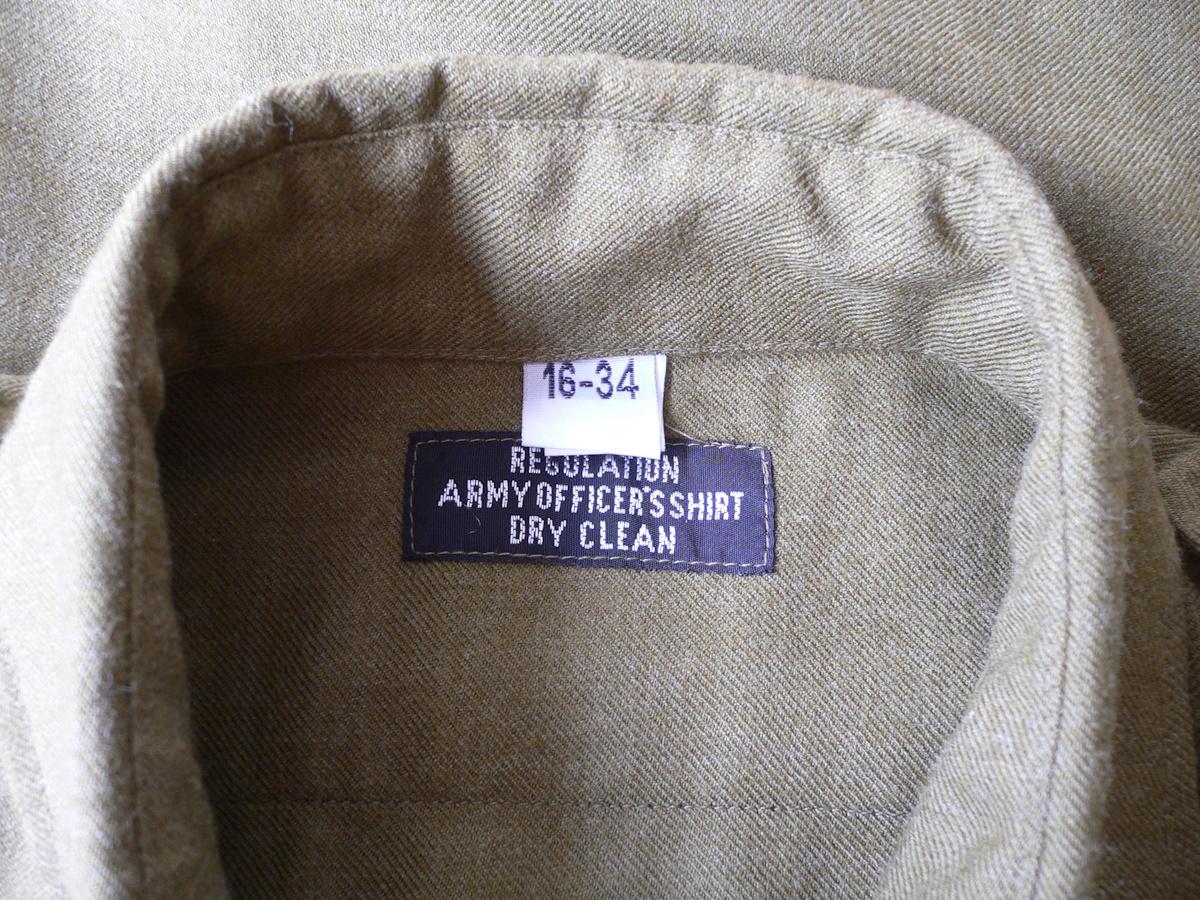 16-34
REGULATION
ARMY OFFICER'S SHIRT
DRY CLEAN